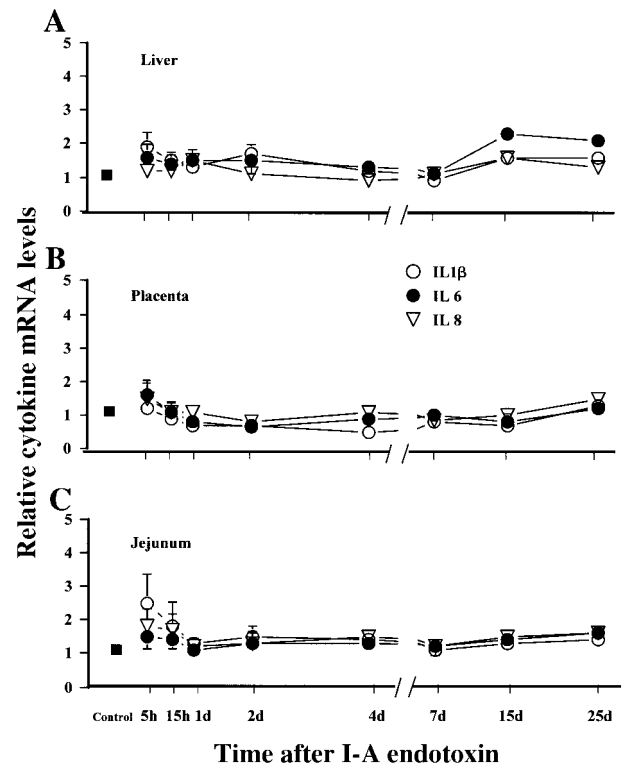 A
5
Liver
4
3
2
1
0
B
5
Placenta
4
3
2
1
0
IL1β
IL 6
IL 8
C
5
Jejunum
4
3
2
1
0
Relative cytokine mRNA levels
Control 5h 15h 1d 2d 4d 7d 15d 25d
Time after I-A endotoxin